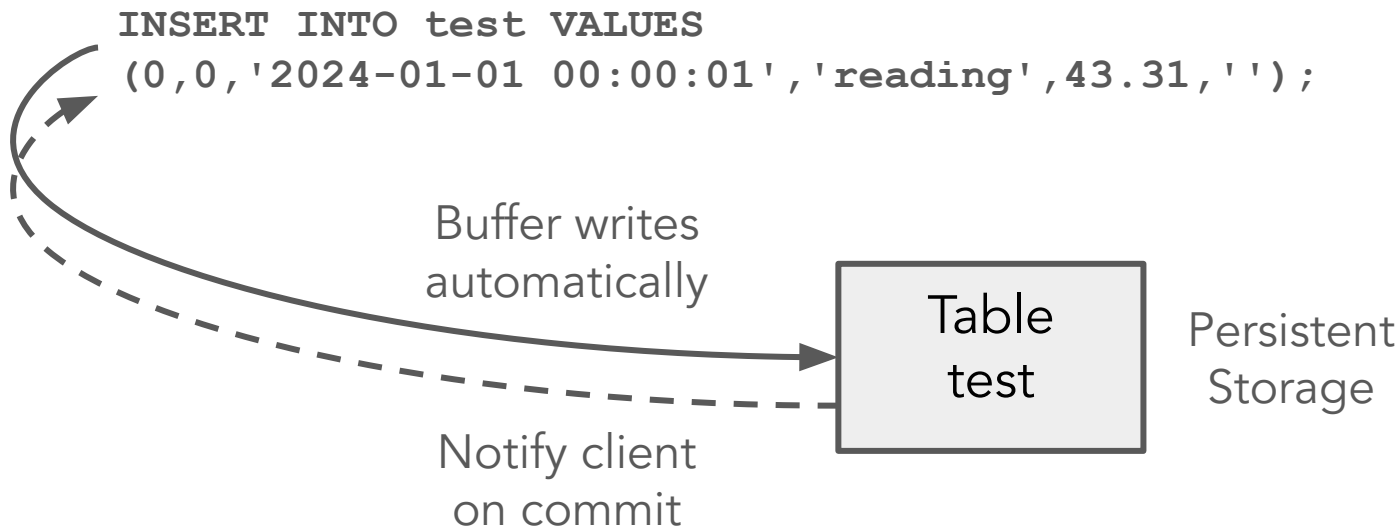 INSERT INTO test VALUES
(0,0,'2024-01-01 00:00:01','reading',43.31,'');
Buffer writes
automatically
Table
test
Persistent
Storage
Notify client
on commit